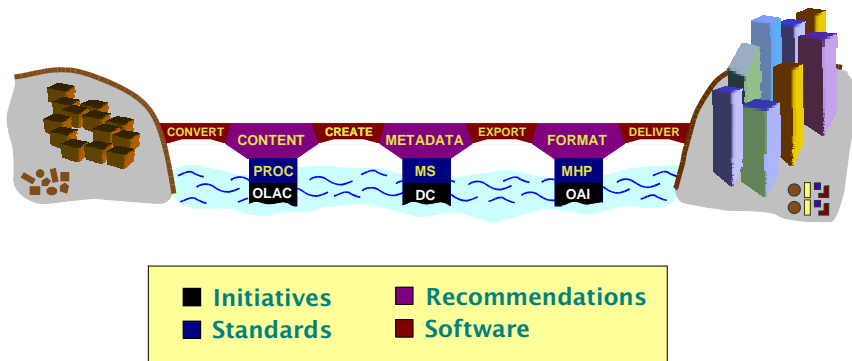 CONVERT CONTENT CREATE METADATA EXPORT FORMAT DELIVER
PROC MS MHP
OLAC DC OAI
Initiatives Recommendations
Standards Software